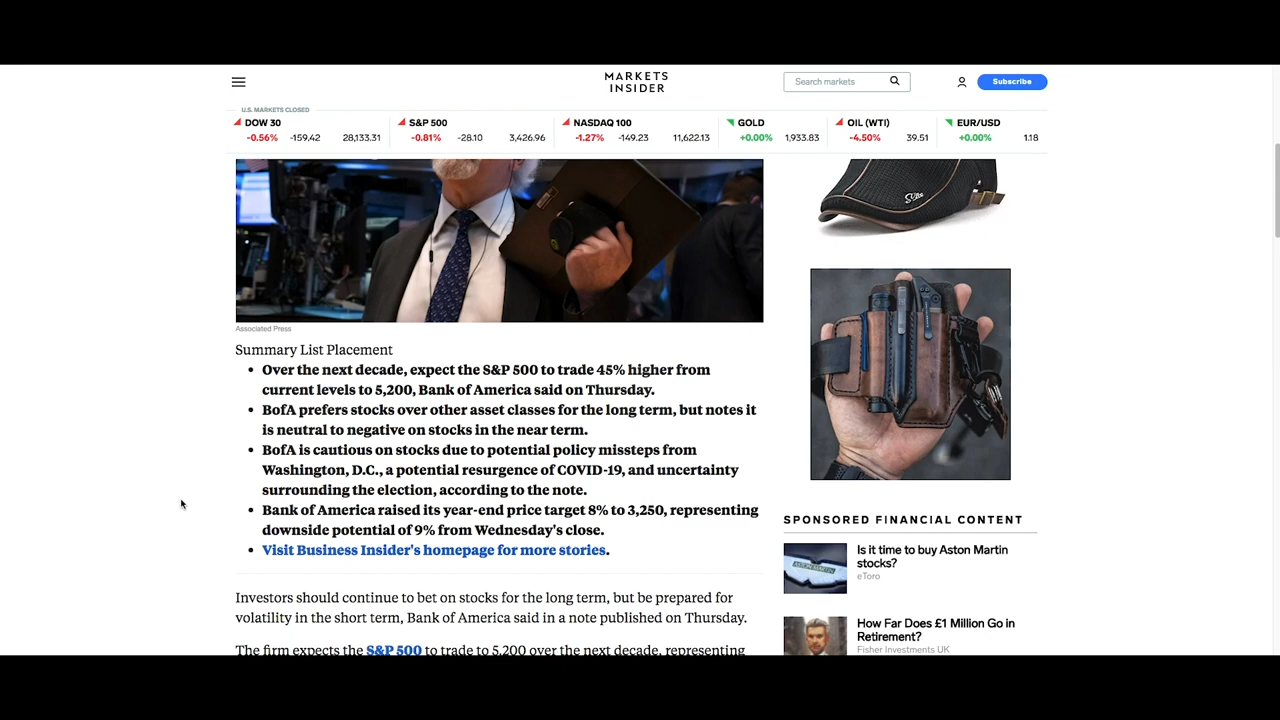 MARKETS
INSIDER
Search markets
Subscribe
U.S. MARKETS CLOSED
DOW 30
-0.56% -159.42 28,133.31
S&P 500
-0.81% -28.10 3,426.96
NASDAQ 100
-1.27% -149.23 11,622.13
GOLD
+0.00% 1,933.83
OIL (WTI)
-4.50% 39.51
EUR/USD
+0.00% 1.18
Associated Press
Summary List Placement
• Over the next decade, expect the S&P 500 to trade 45% higher from
current levels to 5,200, Bank of America said on Thursday.
• BofA prefers stocks over other asset classes for the long term, but notes it
is neutral to negative on stocks in the near term.
• BofA is cautious on stocks due to potential policy missteps from
Washington, D.C., a potential resurgence of COVID-19, and uncertainty
surrounding the election, according to the note.
• Bank of America raised its year-end price target 8% to 3,250, representing
downside potential of 9% from Wednesday's close.
• Visit Business Insider's homepage for more stories.
Investors should continue to bet on stocks for the long term, but be prepared for
volatility in the short term, Bank of America said in a note published on Thursday.
The firm expects the S&P 500 to trade to 5,200 over the next decade, representing
SPONSORED FINANCIAL CONTENT
Is it time to buy Aston Martin
stocks?
eToro
How Far Does £1 Million Go in
Retirement?
Fisher Investments UK